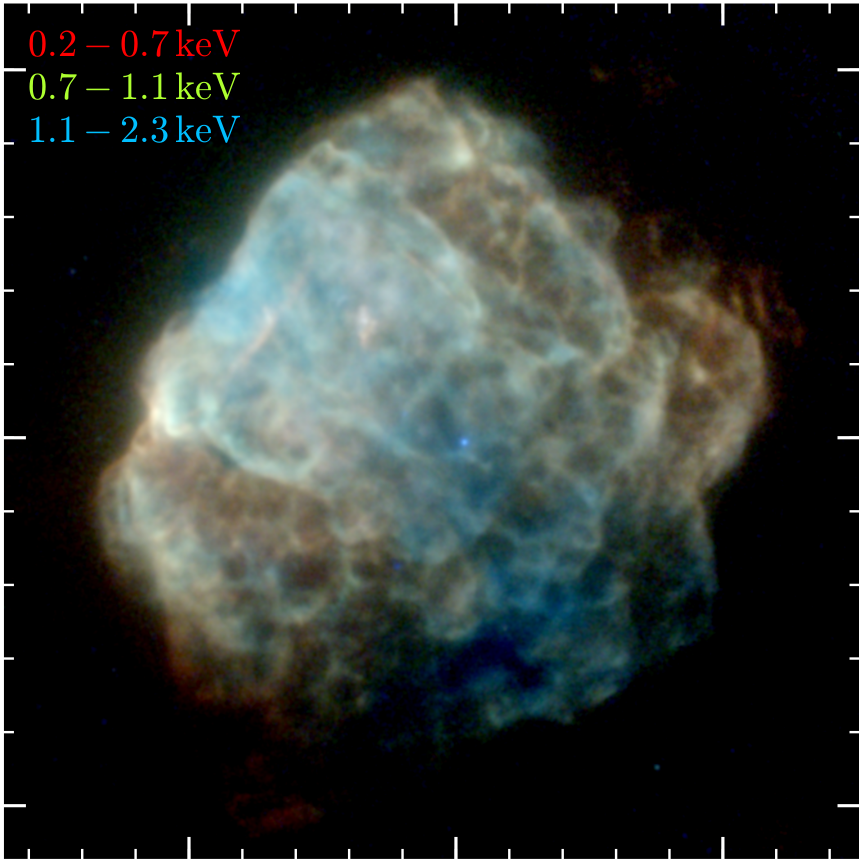 0.2 – 0.7 keV
0.7 – 1.1 keV
1.1 – 2.3 keV